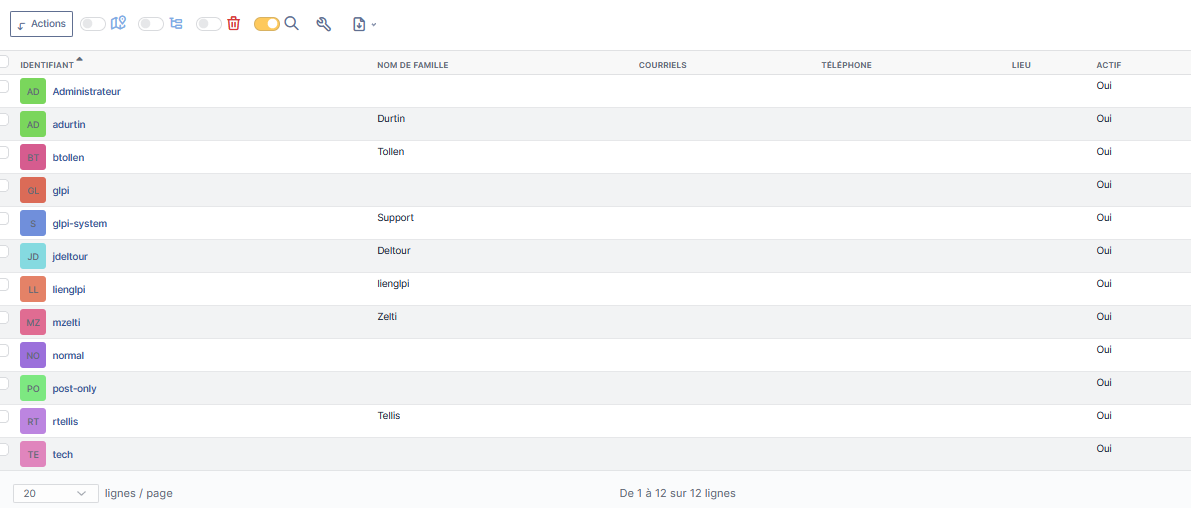 Actions
IDENTIFIANT NOM DE FAMILLE COURRIELS TÉLÉPHONE LIEU ACTIF
AD Administrateur Oui
AD adurtin Durtin Oui
BT btollen Tollen Oui
GL glpi Oui
S glpi-system Support Oui
JD jdeltour Deltour Oui
LL lienglpi lienglpi Oui
MZ mzelti Zelti Oui
NO normal Oui
PO post-only Oui
RT rtellis Tellis Oui
TE tech Oui
20 lignes / page De 1 à 12 sur 12 lignes